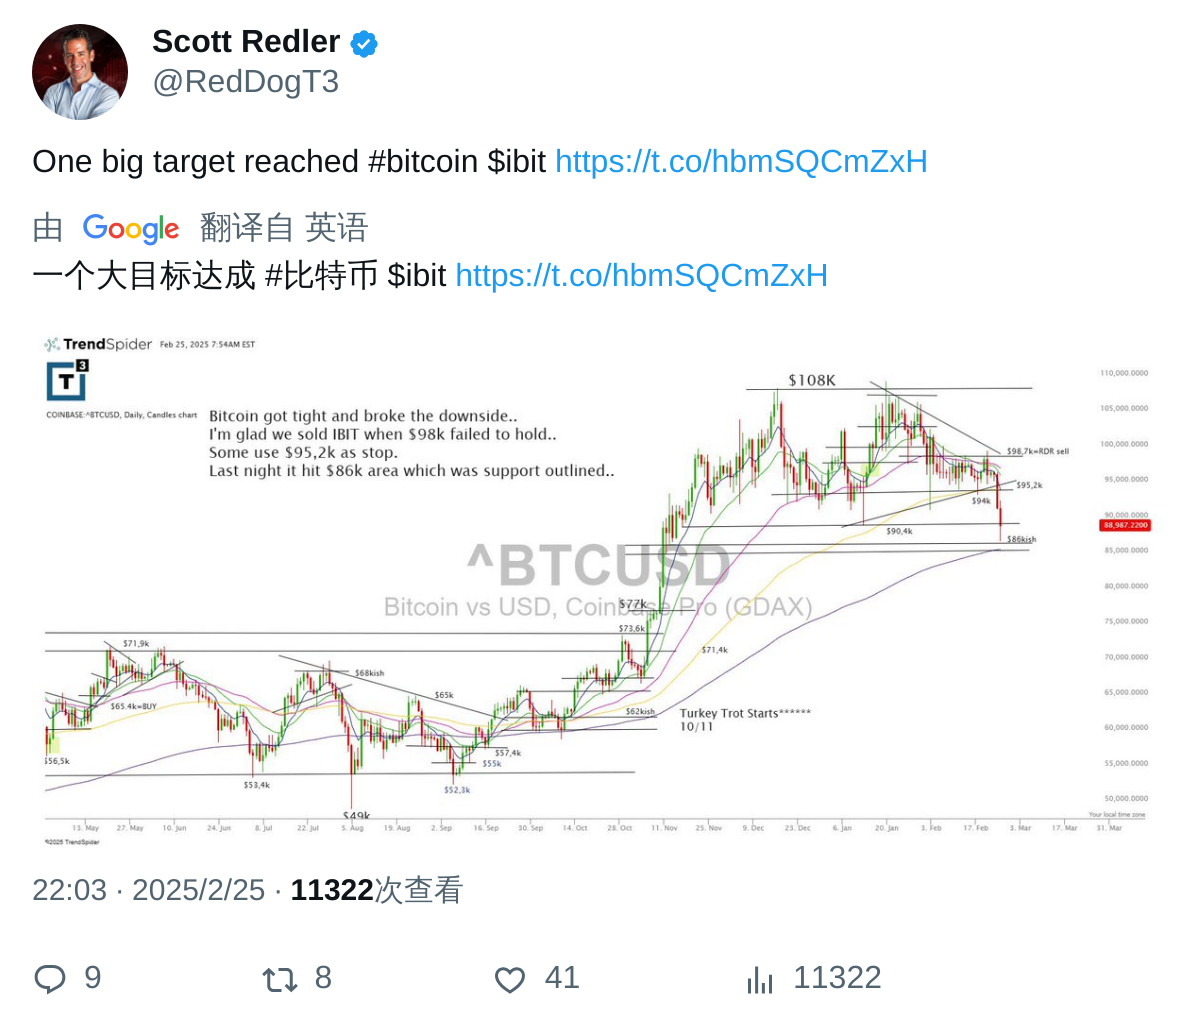 Scott Redler
@RedDogT3
One big target reached #bitcoin $ibit https://t.co/hbmSQCmZxH
由 Google 翻译自 英语
一个大目标达成 #比特币 $ibit https://t.co/hbmSQCmZxH
TrendSpider Feb 25, 2025 7:54AM EST
T3
COINBASE:^BTCUSD, Daily, Candles chart
Bitcoin got tight and broke the downside..
I'm glad we sold IBIT when $98k failed to hold..
Some use $95,2k as stop.
Last night it hit $86k area which was support outlined..
$108K
110,000.0000
105,000.0000
100,000.0000
$98,7k=RDR sell
95,000.0000
$95,2k
$94k
90,000.0000
88,987.2200
$90,4k
$86kish
85,000.0000
^BTCUSD
80,000.0000
Bitcoin vs USD, Coinbase Pro (GDAX)
$77k
75,000.0000
$73,6k
$71,9k
$71,4k
70,000.0000
$68kish
65,000.0000
$65k
$65.4k=BUY
$62kish
Turkey Trot Starts******
10/11
60,000.0000
$57,4k
$56,5k
$55k
55,000.0000
$53,4k
$52,3k
50,000.0000
$49k
Your local time zone
13. May 27. May 10. Jun 24. Jun 8. Jul 22. Jul 5. Aug 19. Aug 2. Sep 16. Sep 30. Sep 14. Oct 28. Oct 11. Nov 25. Nov 9. Dec 23. Dec 6. Jan 20. Jan 3. Feb 17. Feb 3. Mar 17. Mar 31. Mar
©2025 TrendSpider
22:03 · 2025/2/25 · 11322次查看
9 8 41 11322